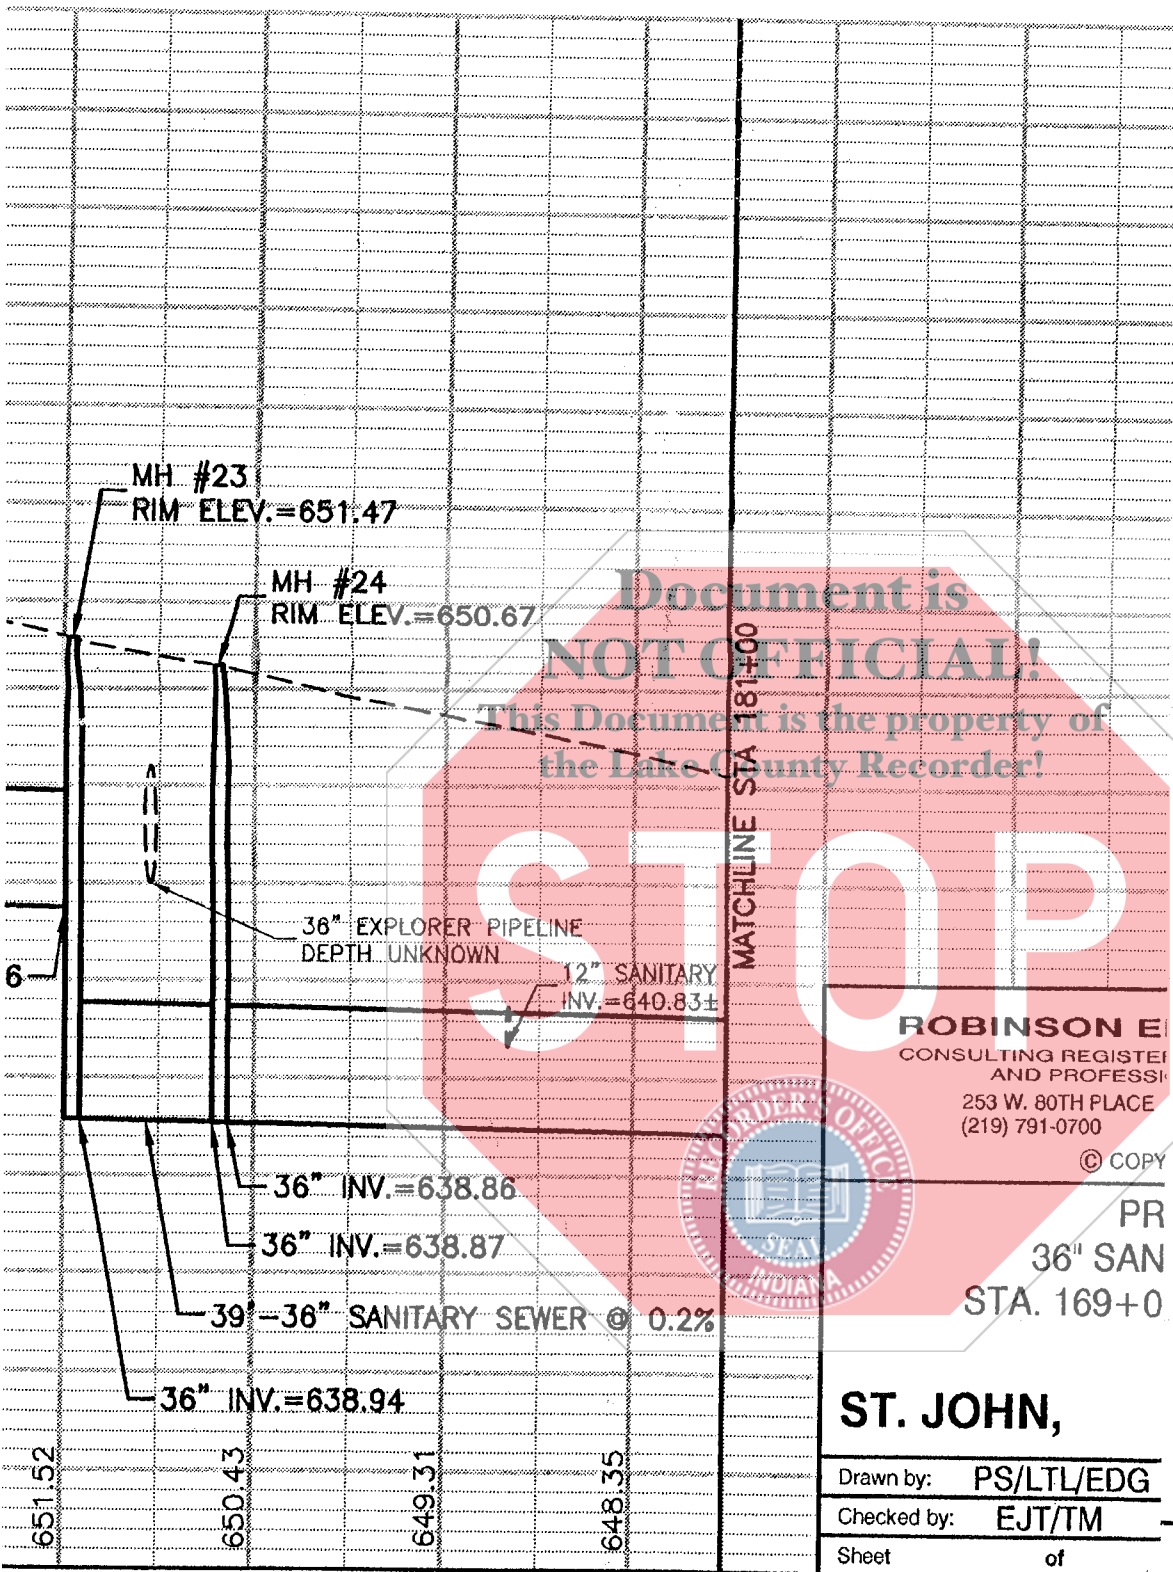 MH #23
RIM ELEV.=651.47
MH #24
RIM ELEV.=650.67
Document is
NOT OFFICIAL!
This Document is the property of
the Lake County Recorder!
STOP
MATCHLINE STA 181+00
36" EXPLORER PIPELINE
DEPTH UNKNOWN
12" SANITARY
INV.=640.83±
6
ROBINSON E
CONSULTING REGISTE
AND PROFESSI
253 W. 80TH PLACE
(219) 791-0700
© COPY
RECORDER'S OFFICE
SEAL
INDIANA
36" INV.=638.86
36" INV.=638.87
39'-36" SANITARY SEWER @ 0.2%
36" INV.=638.94
PR
36" SAN
STA. 169+0
ST. JOHN,
651.52
650.43
649.31
648.35
Drawn by: PS/LTL/EDG
Checked by: EJT/TM
Sheet of